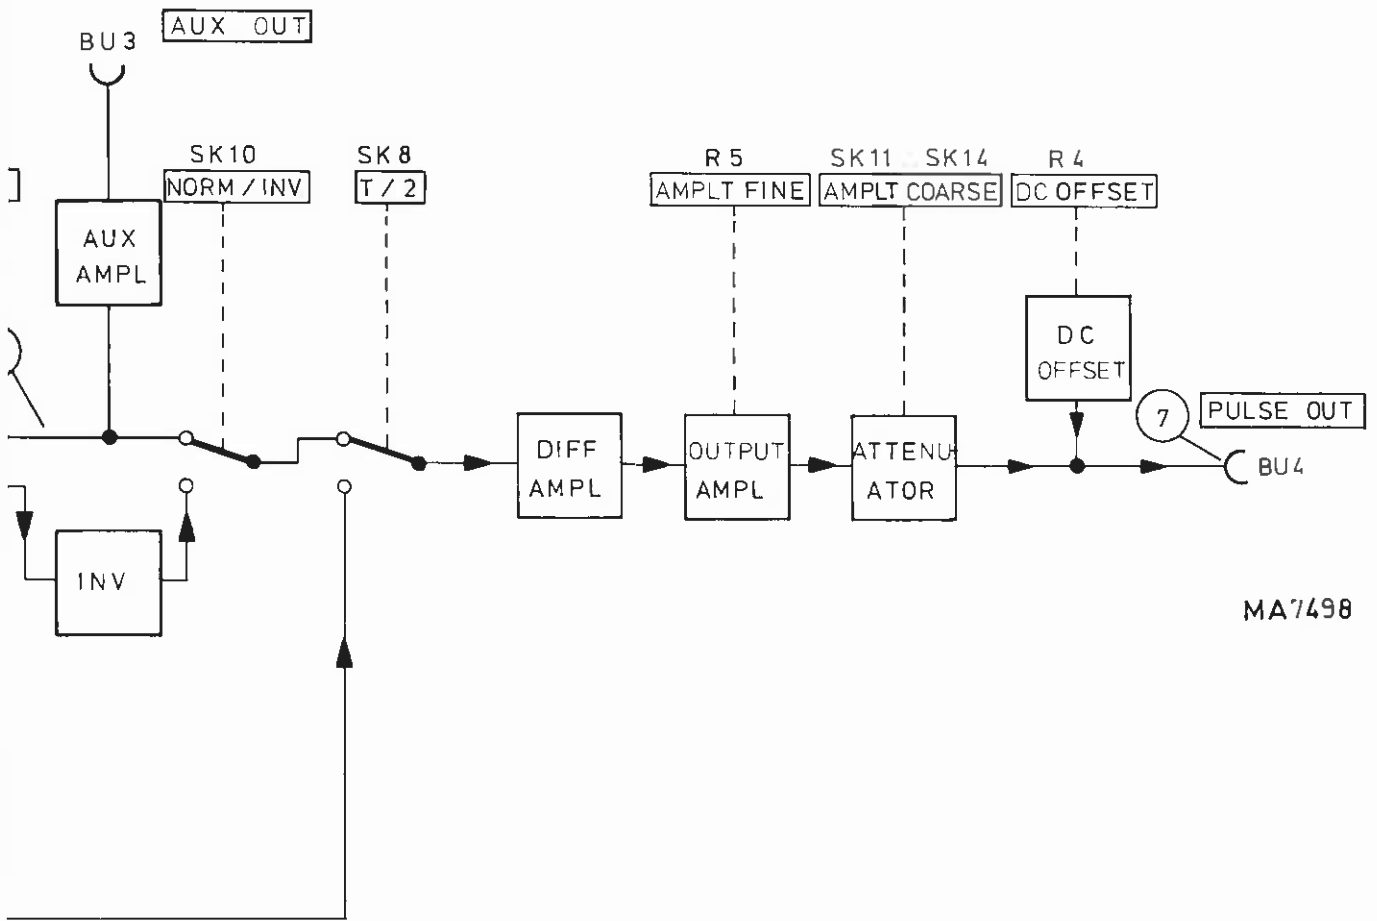 BU3
AUX OUT
SK10
NORM / INV
SK8
T / 2
R5
AMPLT FINE
SK11 SK14
AMPLT COARSE
R4
DC OFFSET
AUX
AMPL
DC
OFFSET
7
PULSE OUT
DIFF
AMPL
OUTPUT
AMPL
ATTENU-
ATOR
BU4
INV
MA7498